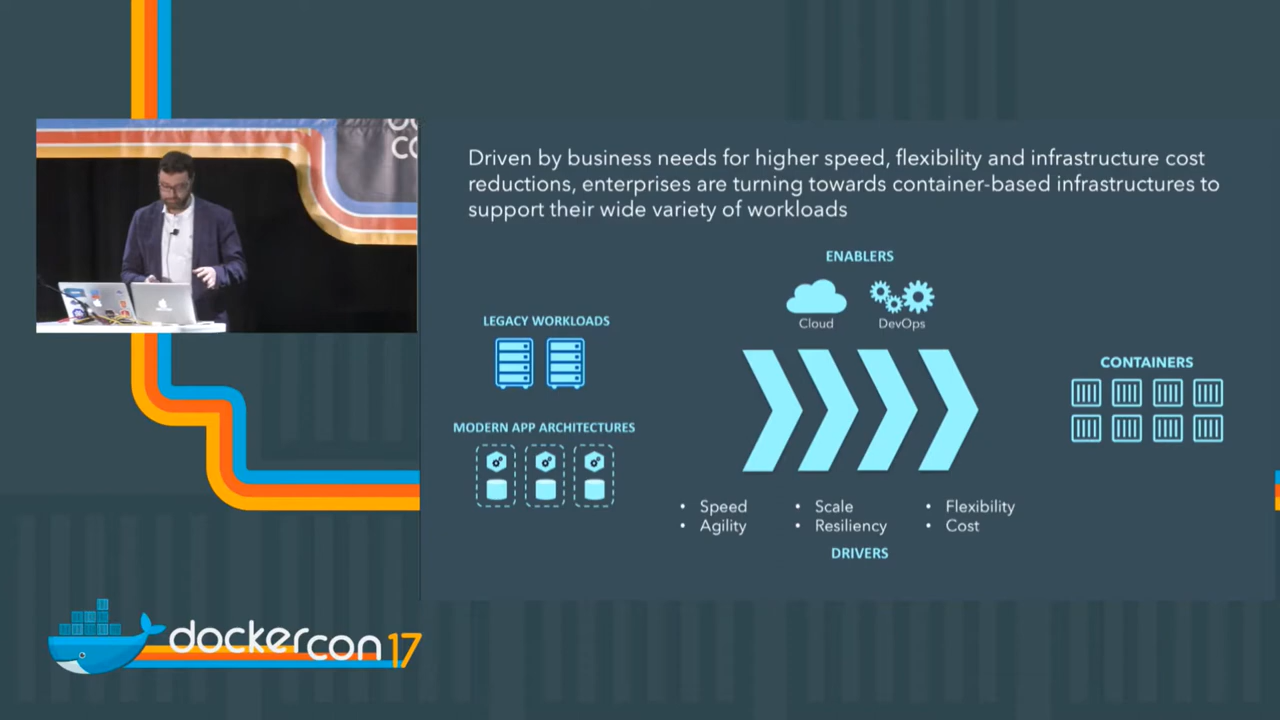 Driven by business needs for higher speed, flexibility and infrastructure cost
reductions, enterprises are turning towards container-based infrastructures to
support their wide variety of workloads
ENABLERS
Cloud
DevOps
LEGACY WORKLOADS
MODERN APP ARCHITECTURES
CONTAINERS
• Speed
• Agility
• Scale
• Resiliency
• Flexibility
• Cost
DRIVERS
dockercon 17